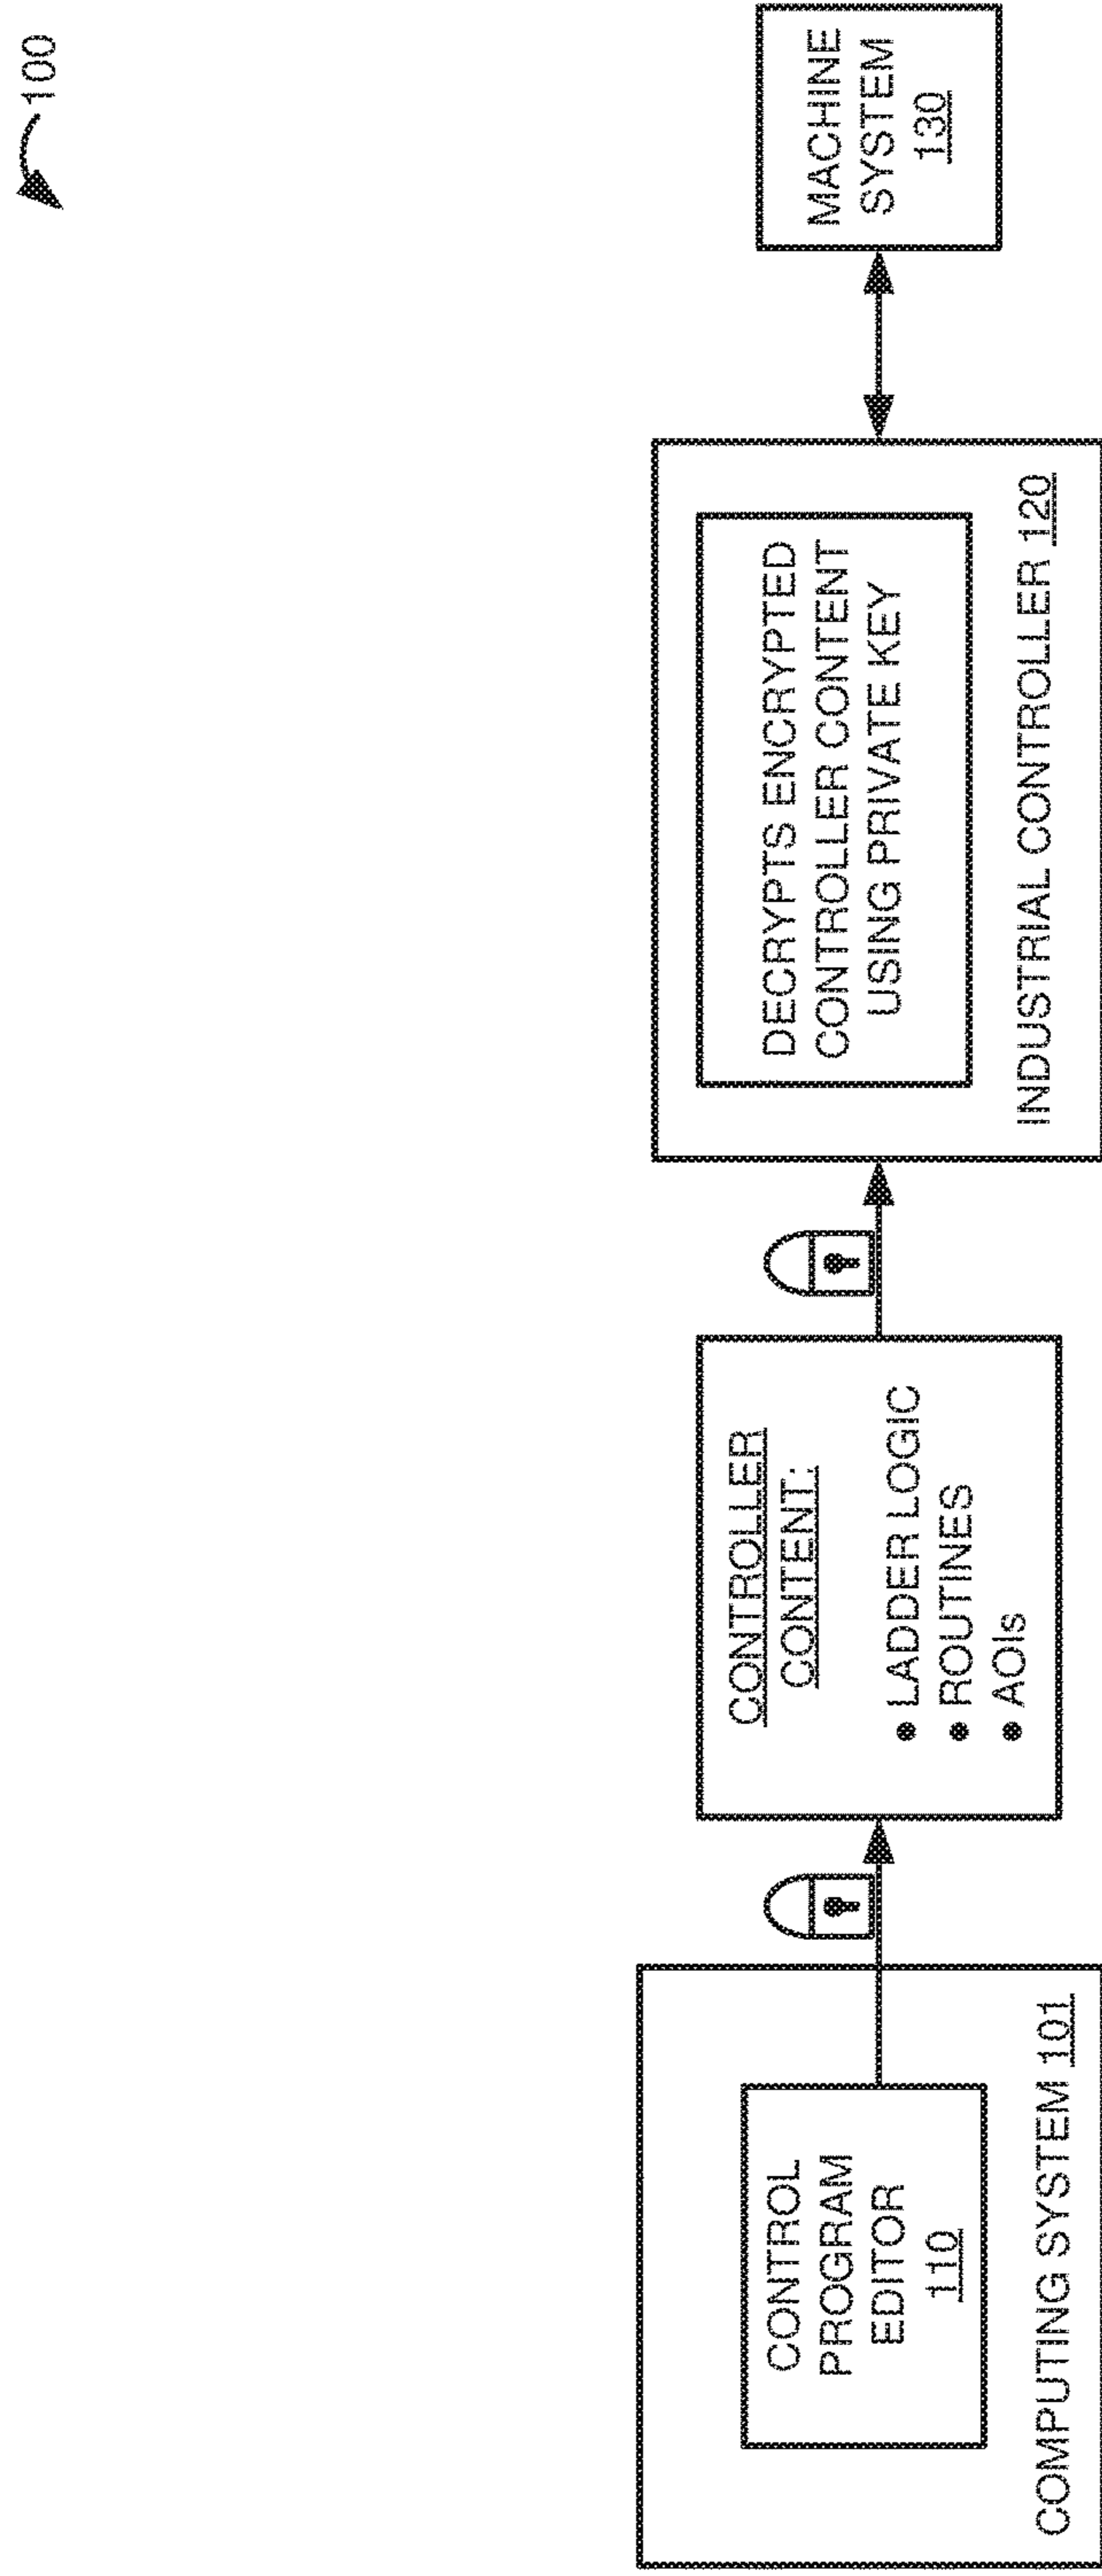 100
CONTROL
PROGRAM
EDITOR
110
COMPUTING SYSTEM 101
CONTROLLER
CONTENT:
● LADDER LOGIC
● ROUTINES
● AOIs
DECRYPTS ENCRYPTED
CONTROLLER CONTENT
USING PRIVATE KEY
INDUSTRIAL CONTROLLER 120
MACHINE
SYSTEM
130